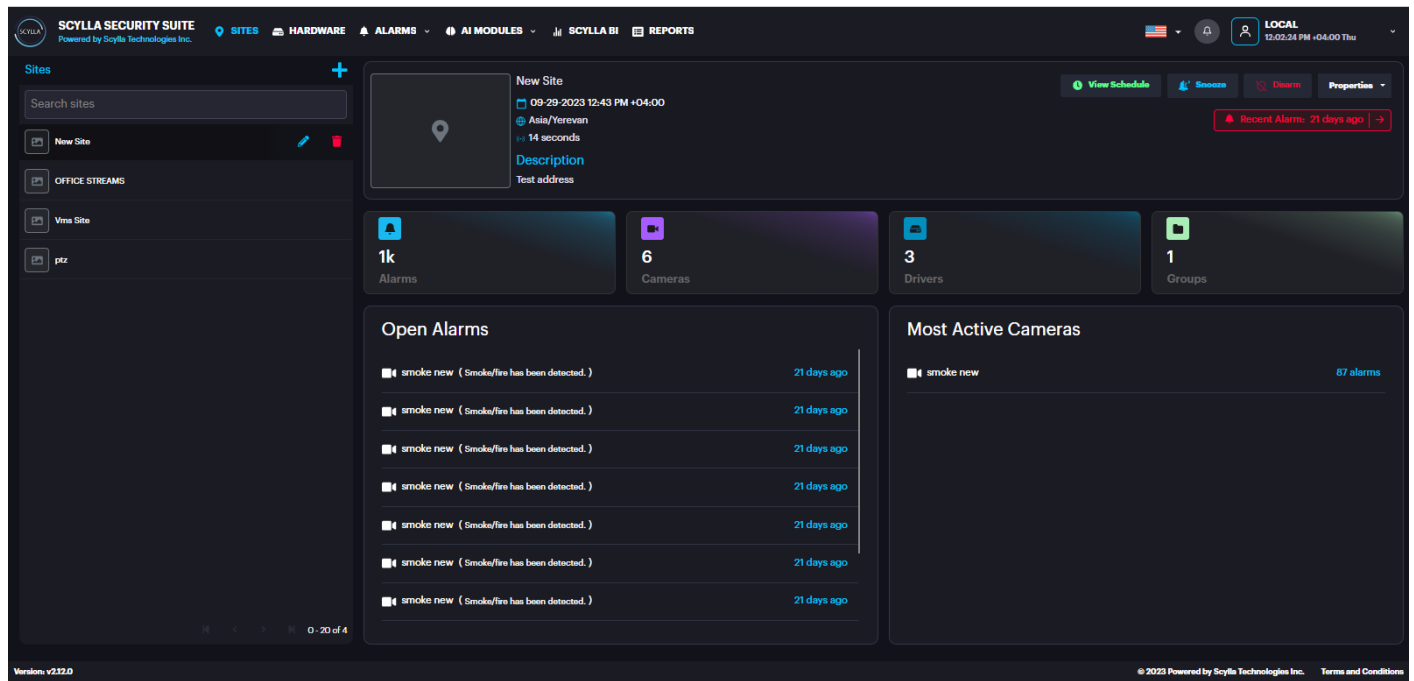 SCYLLA
SCYLLA SECURITY SUITE
Powered by Scylla Technologies Inc.
SITES
HARDWARE
ALARMS
AI MODULES
SCYLLA BI
REPORTS
LOCAL
12:02:24 PM +04:00 Thu
Sites
Search sites
New Site
OFFICE STREAMS
Vms Site
ptz
0 - 20 of 4
New Site
09-29-2023 12:43 PM +04:00
Asia/Yerevan
14 seconds
Description
Test address
View Schedule
Snooze
Disarm
Properties
Recent Alarm: 21 days ago
1k
Alarms
6
Cameras
3
Drivers
1
Groups
Open Alarms
smoke new ( Smoke/fire has been detected. ) 21 days ago
smoke new ( Smoke/fire has been detected. ) 21 days ago
smoke new ( Smoke/fire has been detected. ) 21 days ago
smoke new ( Smoke/fire has been detected. ) 21 days ago
smoke new ( Smoke/fire has been detected. ) 21 days ago
smoke new ( Smoke/fire has been detected. ) 21 days ago
smoke new ( Smoke/fire has been detected. ) 21 days ago
Most Active Cameras
smoke new 87 alarms
Version: v2.12.0
© 2023 Powered by Scylla Technologies Inc. Terms and Conditions